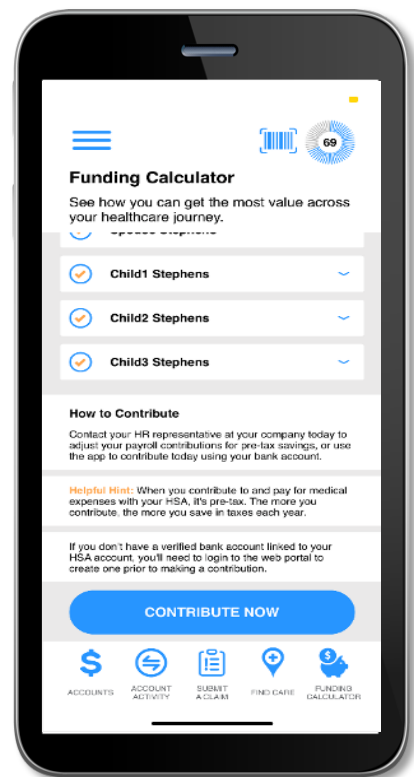 69
Funding Calculator
See how you can get the most value across
your healthcare journey.
Spouse Stephens
Child1 Stephens
Child2 Stephens
Child3 Stephens
How to Contribute
Contact your HR representative at your company today to
adjust your payroll contributions for pre-tax savings, or use
the app to contribute today using your bank account.
Helpful Hint: When you contribute to and pay for medical
expenses with your HSA, it's pre-tax. The more you
contribute, the more you save in taxes each year.
If you don't have a verified bank account linked to your
HSA account, you'll need to login to the web portal to
create one prior to making a contribution.
CONTRIBUTE NOW
ACCOUNTS
ACCOUNT
ACTIVITY
SUBMIT
A CLAIM
FIND CARE
FUNDING
CALCULATOR